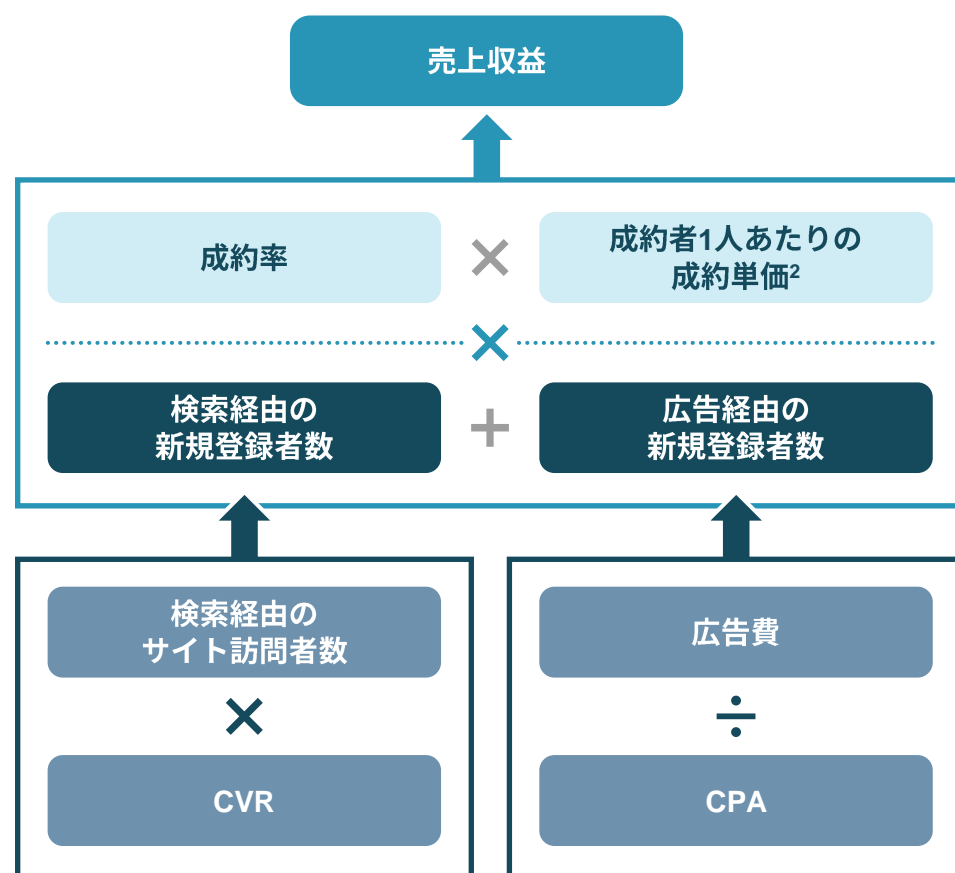 売上収益
成約率
×
成約者1人あたりの
成約単価2
×
検索経由の
新規登録者数
+
広告経由の
新規登録者数
検索経由の
サイト訪問者数
広告費
×
÷
CVR
CPA